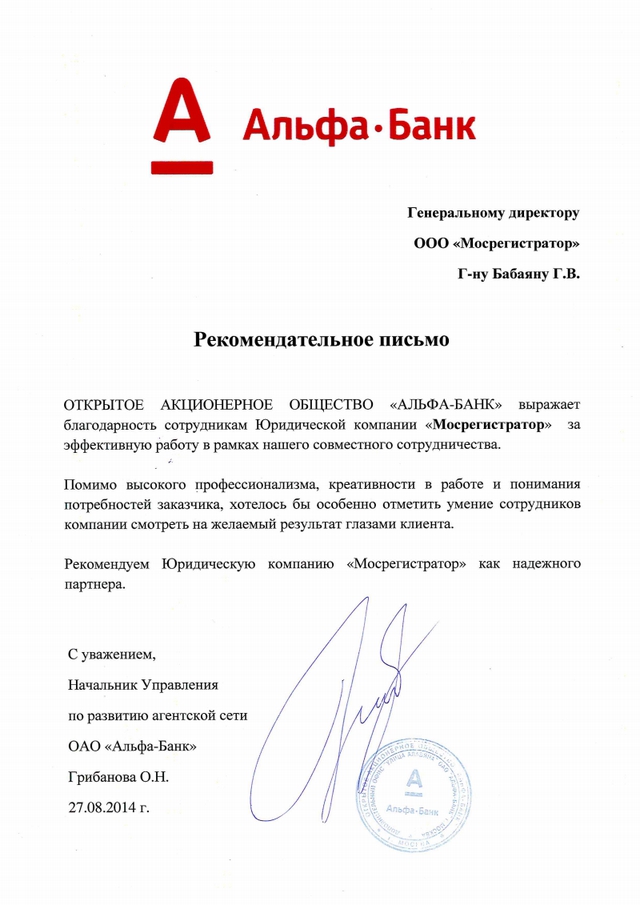 А
Альфа·Банк
Генеральному директору
ООО «Мосрегистратор»
Г-ну Бабаяну Г.В.
Рекомендательное письмо
ОТКРЫТОЕ АКЦИОНЕРНОЕ ОБЩЕСТВО «АЛЬФА-БАНК» выражает
благодарность сотрудникам Юридической компании «Мосрегистратор» за
эффективную работу в рамках нашего совместного сотрудничества.
Помимо высокого профессионализма, креативности в работе и понимания
потребностей заказчика, хотелось бы особенно отметить умение сотрудников
компании смотреть на желаемый результат глазами клиента.
Рекомендуем Юридическую компанию «Мосрегистратор» как надежного
партнера.
С уважением,
Начальник Управления
по развитию агентской сети
ОАО «Альфа-Банк»
Грибанова О.Н.
27.08.2014 г.
А
Альфа·Банк
г. МОСКВА